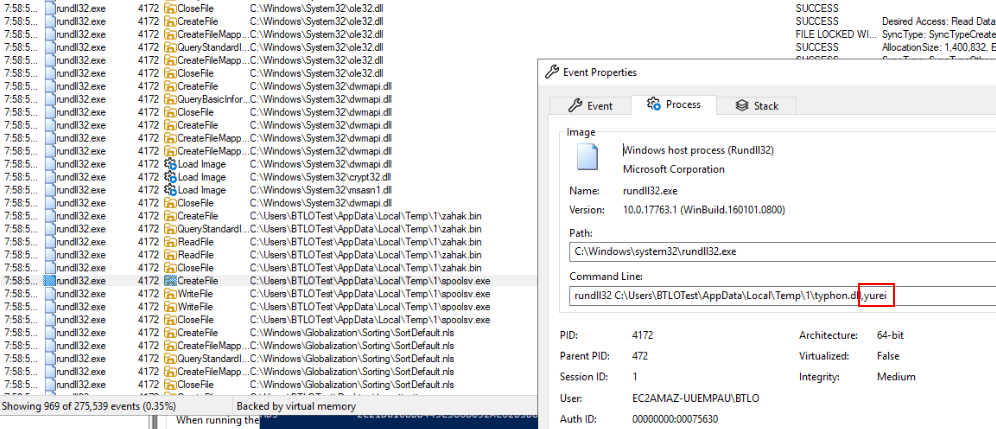 7:58:5... rundll32.exe 4172 CloseFile C:\Windows\System32\ole32.dll SUCCESS
7:58:5... rundll32.exe 4172 CreateFile C:\Windows\System32\ole32.dll SUCCESS Desired Access: Read Data
7:58:5... rundll32.exe 4172 CreateFileMapp... C:\Windows\System32\ole32.dll FILE LOCKED WI... SyncType: SyncTypeCreate
7:58:5... rundll32.exe 4172 QueryStandardI... C:\Windows\System32\ole32.dll SUCCESS AllocationSize: 1,400,832, E
7:58:5... rundll32.exe 4172 CreateFileMapp... C:\Windows\System32\ole32.dll
7:58:5... rundll32.exe 4172 CloseFile C:\Windows\System32\ole32.dll
7:58:5... rundll32.exe 4172 CreateFile C:\Windows\System32\dwmapi.dll
7:58:5... rundll32.exe 4172 QueryBasicInfor... C:\Windows\System32\dwmapi.dll
7:58:5... rundll32.exe 4172 CloseFile C:\Windows\System32\dwmapi.dll
7:58:5... rundll32.exe 4172 CreateFile C:\Windows\System32\dwmapi.dll
7:58:5... rundll32.exe 4172 CreateFileMapp... C:\Windows\System32\dwmapi.dll
7:58:5... rundll32.exe 4172 CloseFile C:\Windows\System32\dwmapi.dll
7:58:5... rundll32.exe 4172 Load Image C:\Windows\System32\dwmapi.dll
7:58:5... rundll32.exe 4172 Load Image C:\Windows\System32\crypt32.dll
7:58:5... rundll32.exe 4172 Load Image C:\Windows\System32\msasn1.dll
7:58:5... rundll32.exe 4172 CreateFile C:\Users\BTLOTest\AppData\Local\Temp\1\zahak.bin
7:58:5... rundll32.exe 4172 QueryStandardI... C:\Users\BTLOTest\AppData\Local\Temp\1\zahak.bin
7:58:5... rundll32.exe 4172 ReadFile C:\Users\BTLOTest\AppData\Local\Temp\1\zahak.bin
7:58:5... rundll32.exe 4172 ReadFile C:\Users\BTLOTest\AppData\Local\Temp\1\zahak.bin
7:58:5... rundll32.exe 4172 CloseFile C:\Users\BTLOTest\AppData\Local\Temp\1\zahak.bin
7:58:5... rundll32.exe 4172 CreateFile C:\Users\BTLOTest\AppData\Local\Temp\1\spoolsv.exe
7:58:5... rundll32.exe 4172 WriteFile C:\Users\BTLOTest\AppData\Local\Temp\1\spoolsv.exe
7:58:5... rundll32.exe 4172 WriteFile C:\Users\BTLOTest\AppData\Local\Temp\1\spoolsv.exe
7:58:5... rundll32.exe 4172 CloseFile C:\Users\BTLOTest\AppData\Local\Temp\1\spoolsv.exe
7:58:5... rundll32.exe 4172 CreateFile C:\Windows\Globalization\Sorting\SortDefault.nls
7:58:5... rundll32.exe 4172 CreateFileMapp... C:\Windows\Globalization\Sorting\SortDefault.nls
7:58:5... rundll32.exe 4172 QueryStandardI... C:\Windows\Globalization\Sorting\SortDefault.nls
7:58:5... rundll32.exe 4172 CreateFileMapp... C:\Windows\Globalization\Sorting\SortDefault.nls
7:58:5... rundll32.exe 4172 CloseFile C:\Windows\Globalization\Sorting\SortDefault.nls
Showing 969 of 275,539 events (0.35%) Backed by virtual memory
When running the
Event Properties
Event Process Stack
Image
Windows host process (Rundll32)
Microsoft Corporation
Name: rundll32.exe
Version: 10.0.17763.1 (WinBuild.160101.0800)
Path:
C:\Windows\system32\rundll32.exe
Command Line:
rundll32 C:\Users\BTLOTest\AppData\Local\Temp\1\typhon.dll,yurei
PID: 4172 Architecture: 64-bit
Parent PID: 472 Virtualized: False
Session ID: 1 Integrity: Medium
User: EC2AMAZ-UUEMPAU\BTLO
Auth ID: 00000000:00075630